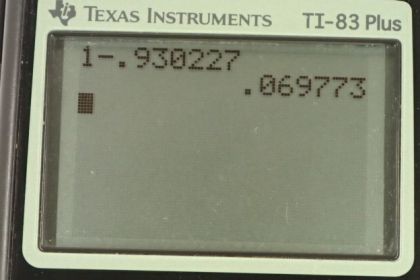 TEXAS INSTRUMENTS TI-83 Plus
1-.930227
.069773